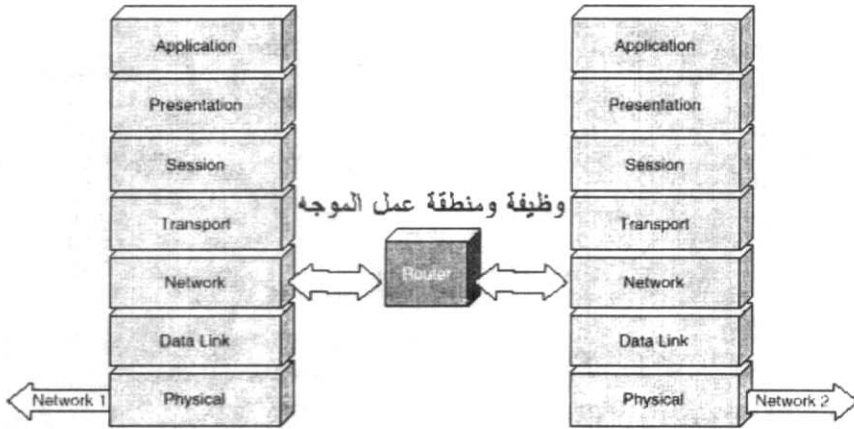 Application
Presentation
Session
Transport
Network
Data Link
Physical
Network 1
وظيفة ومنطقة عمل الموجه
Router
Application
Presentation
Session
Transport
Network
Data Link
Physical
Network 2